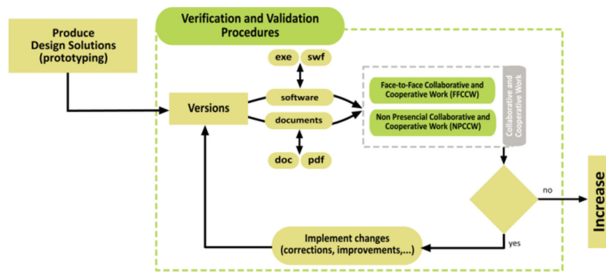 Produce
Design Solutions
(prototyping)
Verification and Validation
Procedures
exe
swf
Versions
software
documents
doc
pdf
Face-to-Face Collaborative and
Cooperative Work (FFCCW)
Non Presencial Collaborative and
Cooperative Work (NPCCW)
Collaborative and
Cooperative Work
no
yes
Increase
Implement changes
(corrections, improvements,...)